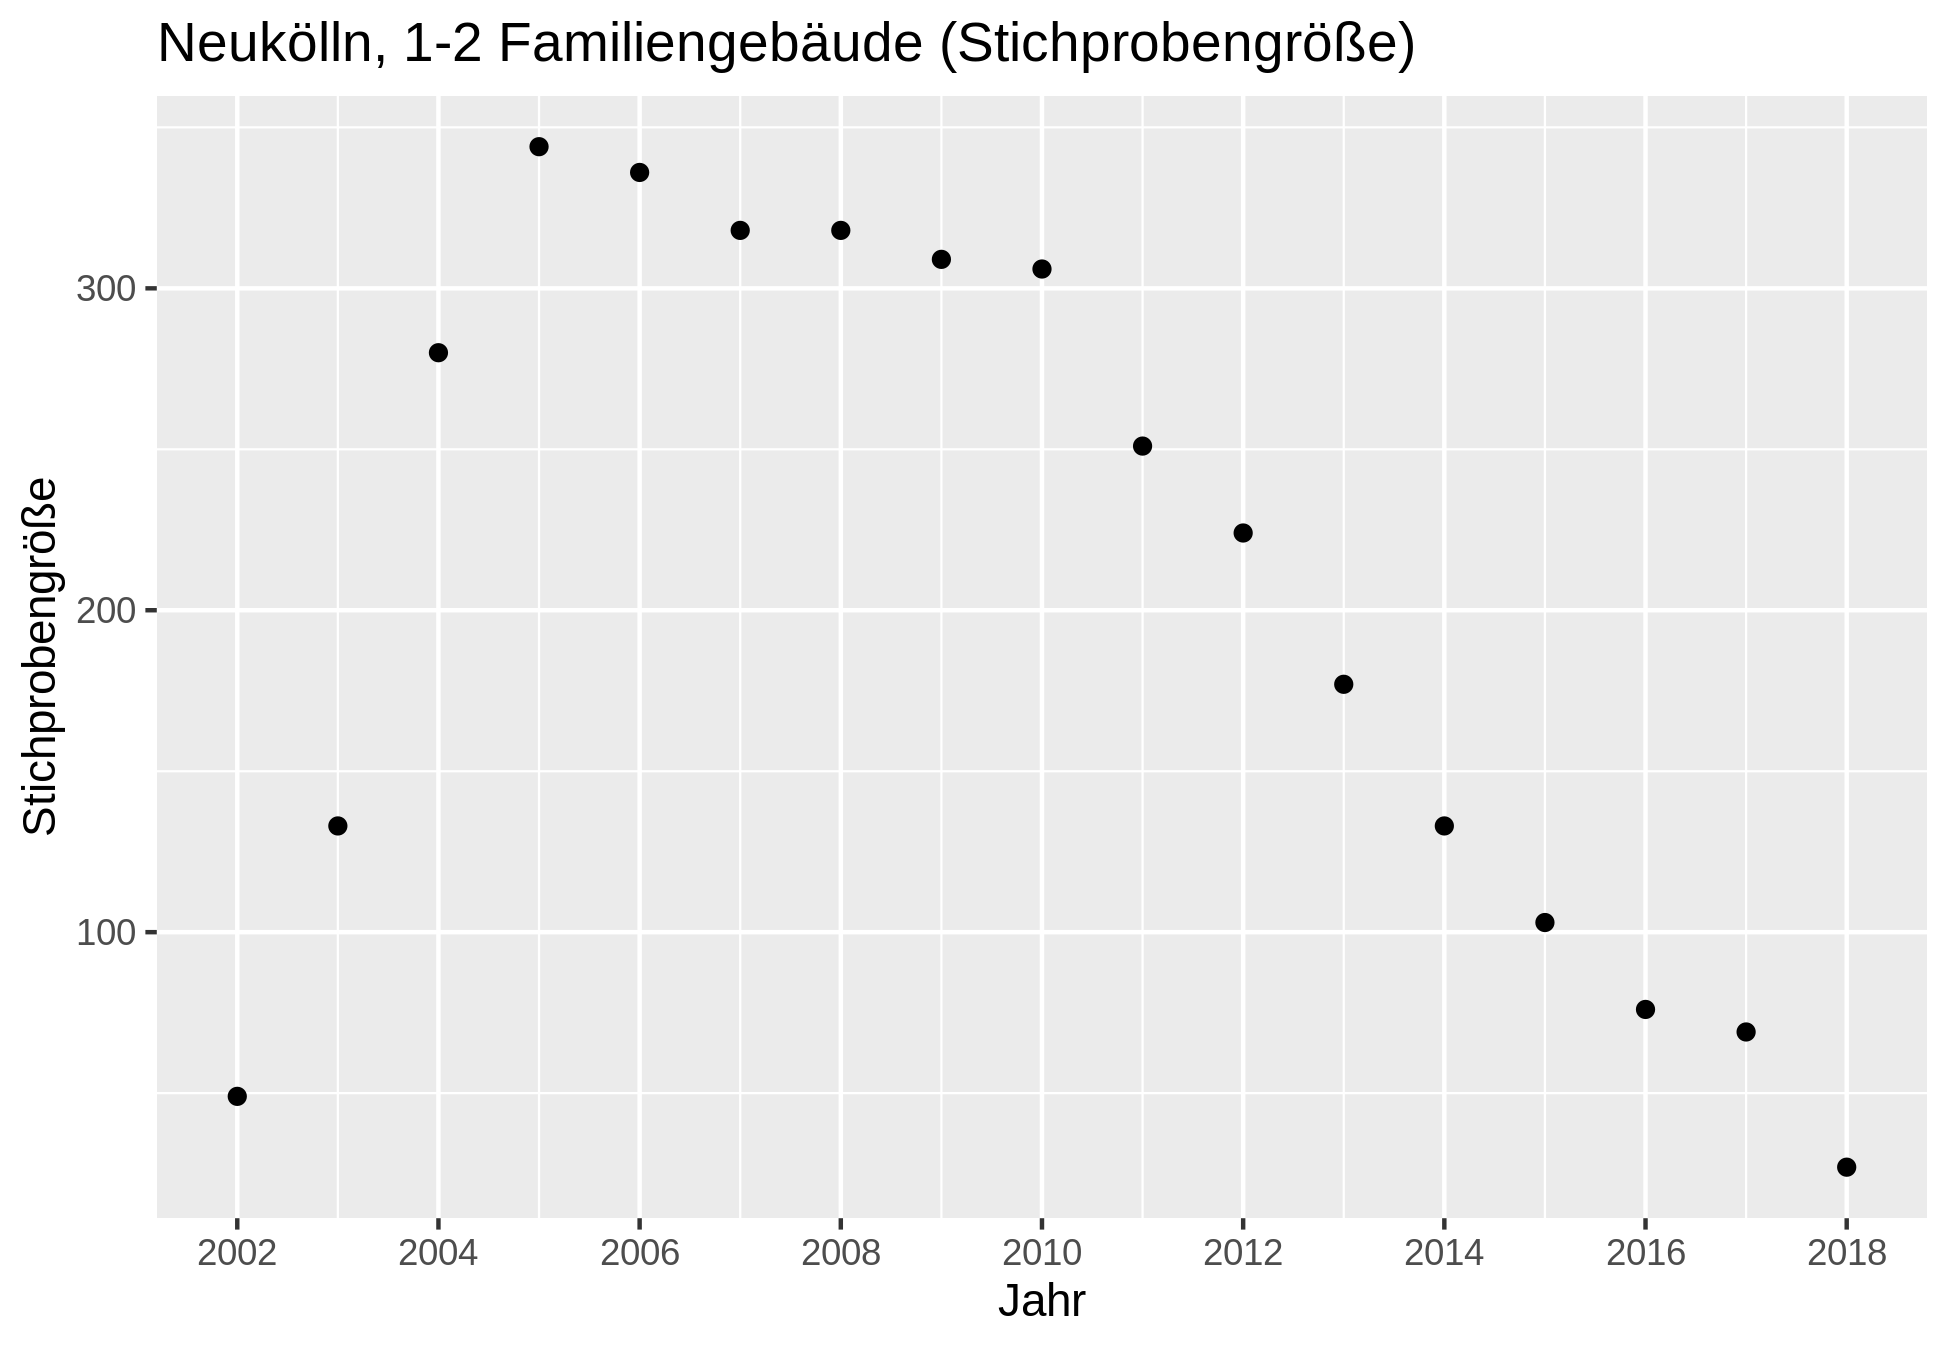 Neukölln, 1-2 Familiengebäude (Stichprobengröße)
Stichprobengröße
300
200
100
2002 2004 2006 2008 2010 2012 2014 2016 2018
Jahr